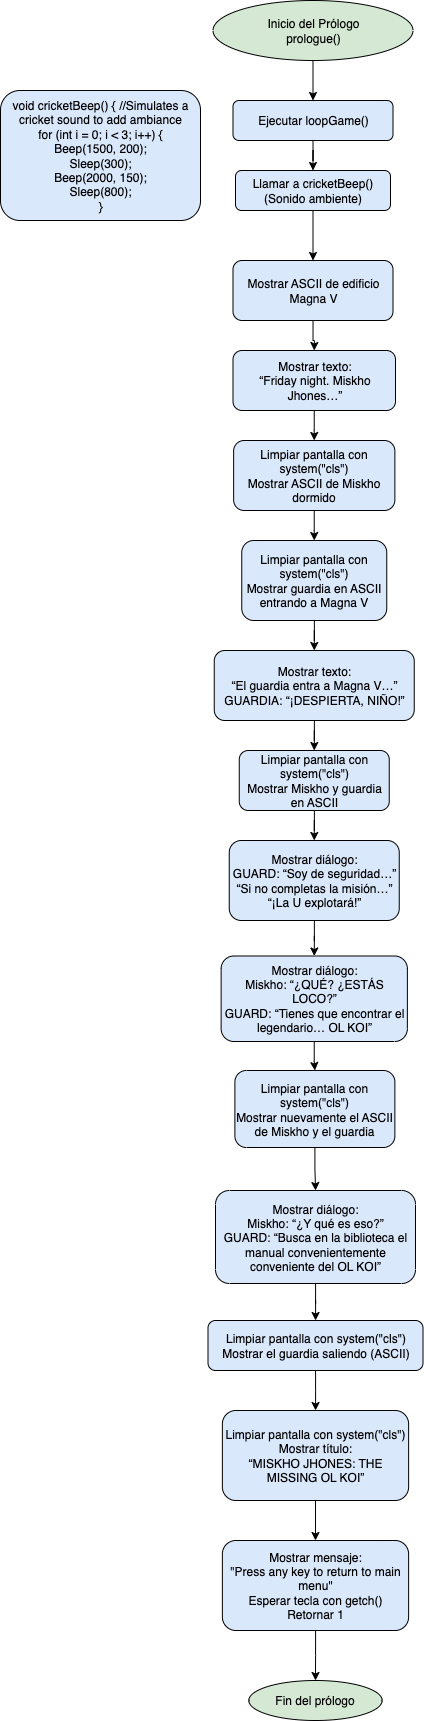 Inicio del Prólogo
prologue()
void cricketBeep() { //Simulates a
cricket sound to add ambiance
for (int i = 0; i < 3; i++) {
Beep(1500, 200);
Sleep(300);
Beep(2000, 150);
Sleep(800);
}
Ejecutar loopGame()
Llamar a cricketBeep()
(Sonido ambiente)
Mostrar ASCII de edificio
Magna V
Mostrar texto:
“Friday night. Miskho
Jhones…”
Limpiar pantalla con
system("cls")
Mostrar ASCII de Miskho
dormido
Limpiar pantalla con
system("cls")
Mostrar guardia en ASCII
entrando a Magna V
Mostrar texto:
“El guardia entra a Magna V…”
GUARDIA: “¡DESPIERTA, NIÑO!”
Limpiar pantalla con
system("cls")
Mostrar Miskho y guardia
en ASCII
Mostrar diálogo:
GUARD: “Soy de seguridad…”
“Si no completas la misión…”
“¡La U explotará!”
Mostrar diálogo:
Miskho: “¿QUÉ? ¿ESTÁS
LOCO?”
GUARD: “Tienes que encontrar el
legendario… OL KOI”
Limpiar pantalla con
system("cls")
Mostrar nuevamente el ASCII
de Miskho y el guardia
Mostrar diálogo:
Miskho: “¿Y qué es eso?”
GUARD: “Busca en la biblioteca el
manual convenientemente
conveniente del OL KOI”
Limpiar pantalla con system("cls")
Mostrar el guardia saliendo (ASCII)
Limpiar pantalla con system("cls")
Mostrar título:
“MISKHO JHONES: THE
MISSING OL KOI”
Mostrar mensaje:
"Press any key to return to main
menu"
Esperar tecla con getch()
Retornar 1
Fin del prólogo